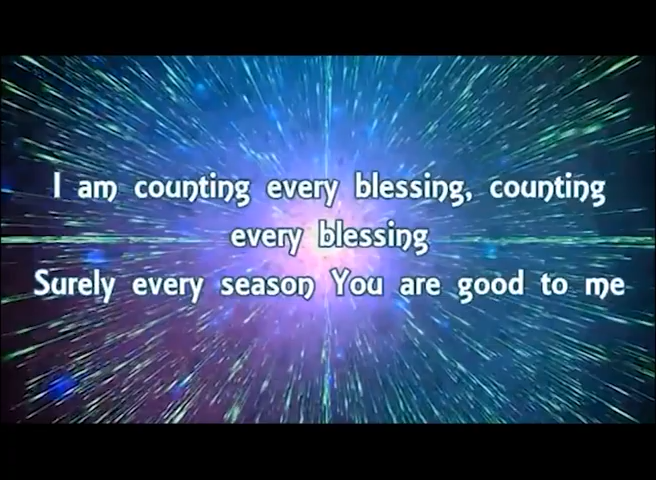 I am counting every blessing, counting
every blessing
Surely every season You are good to me